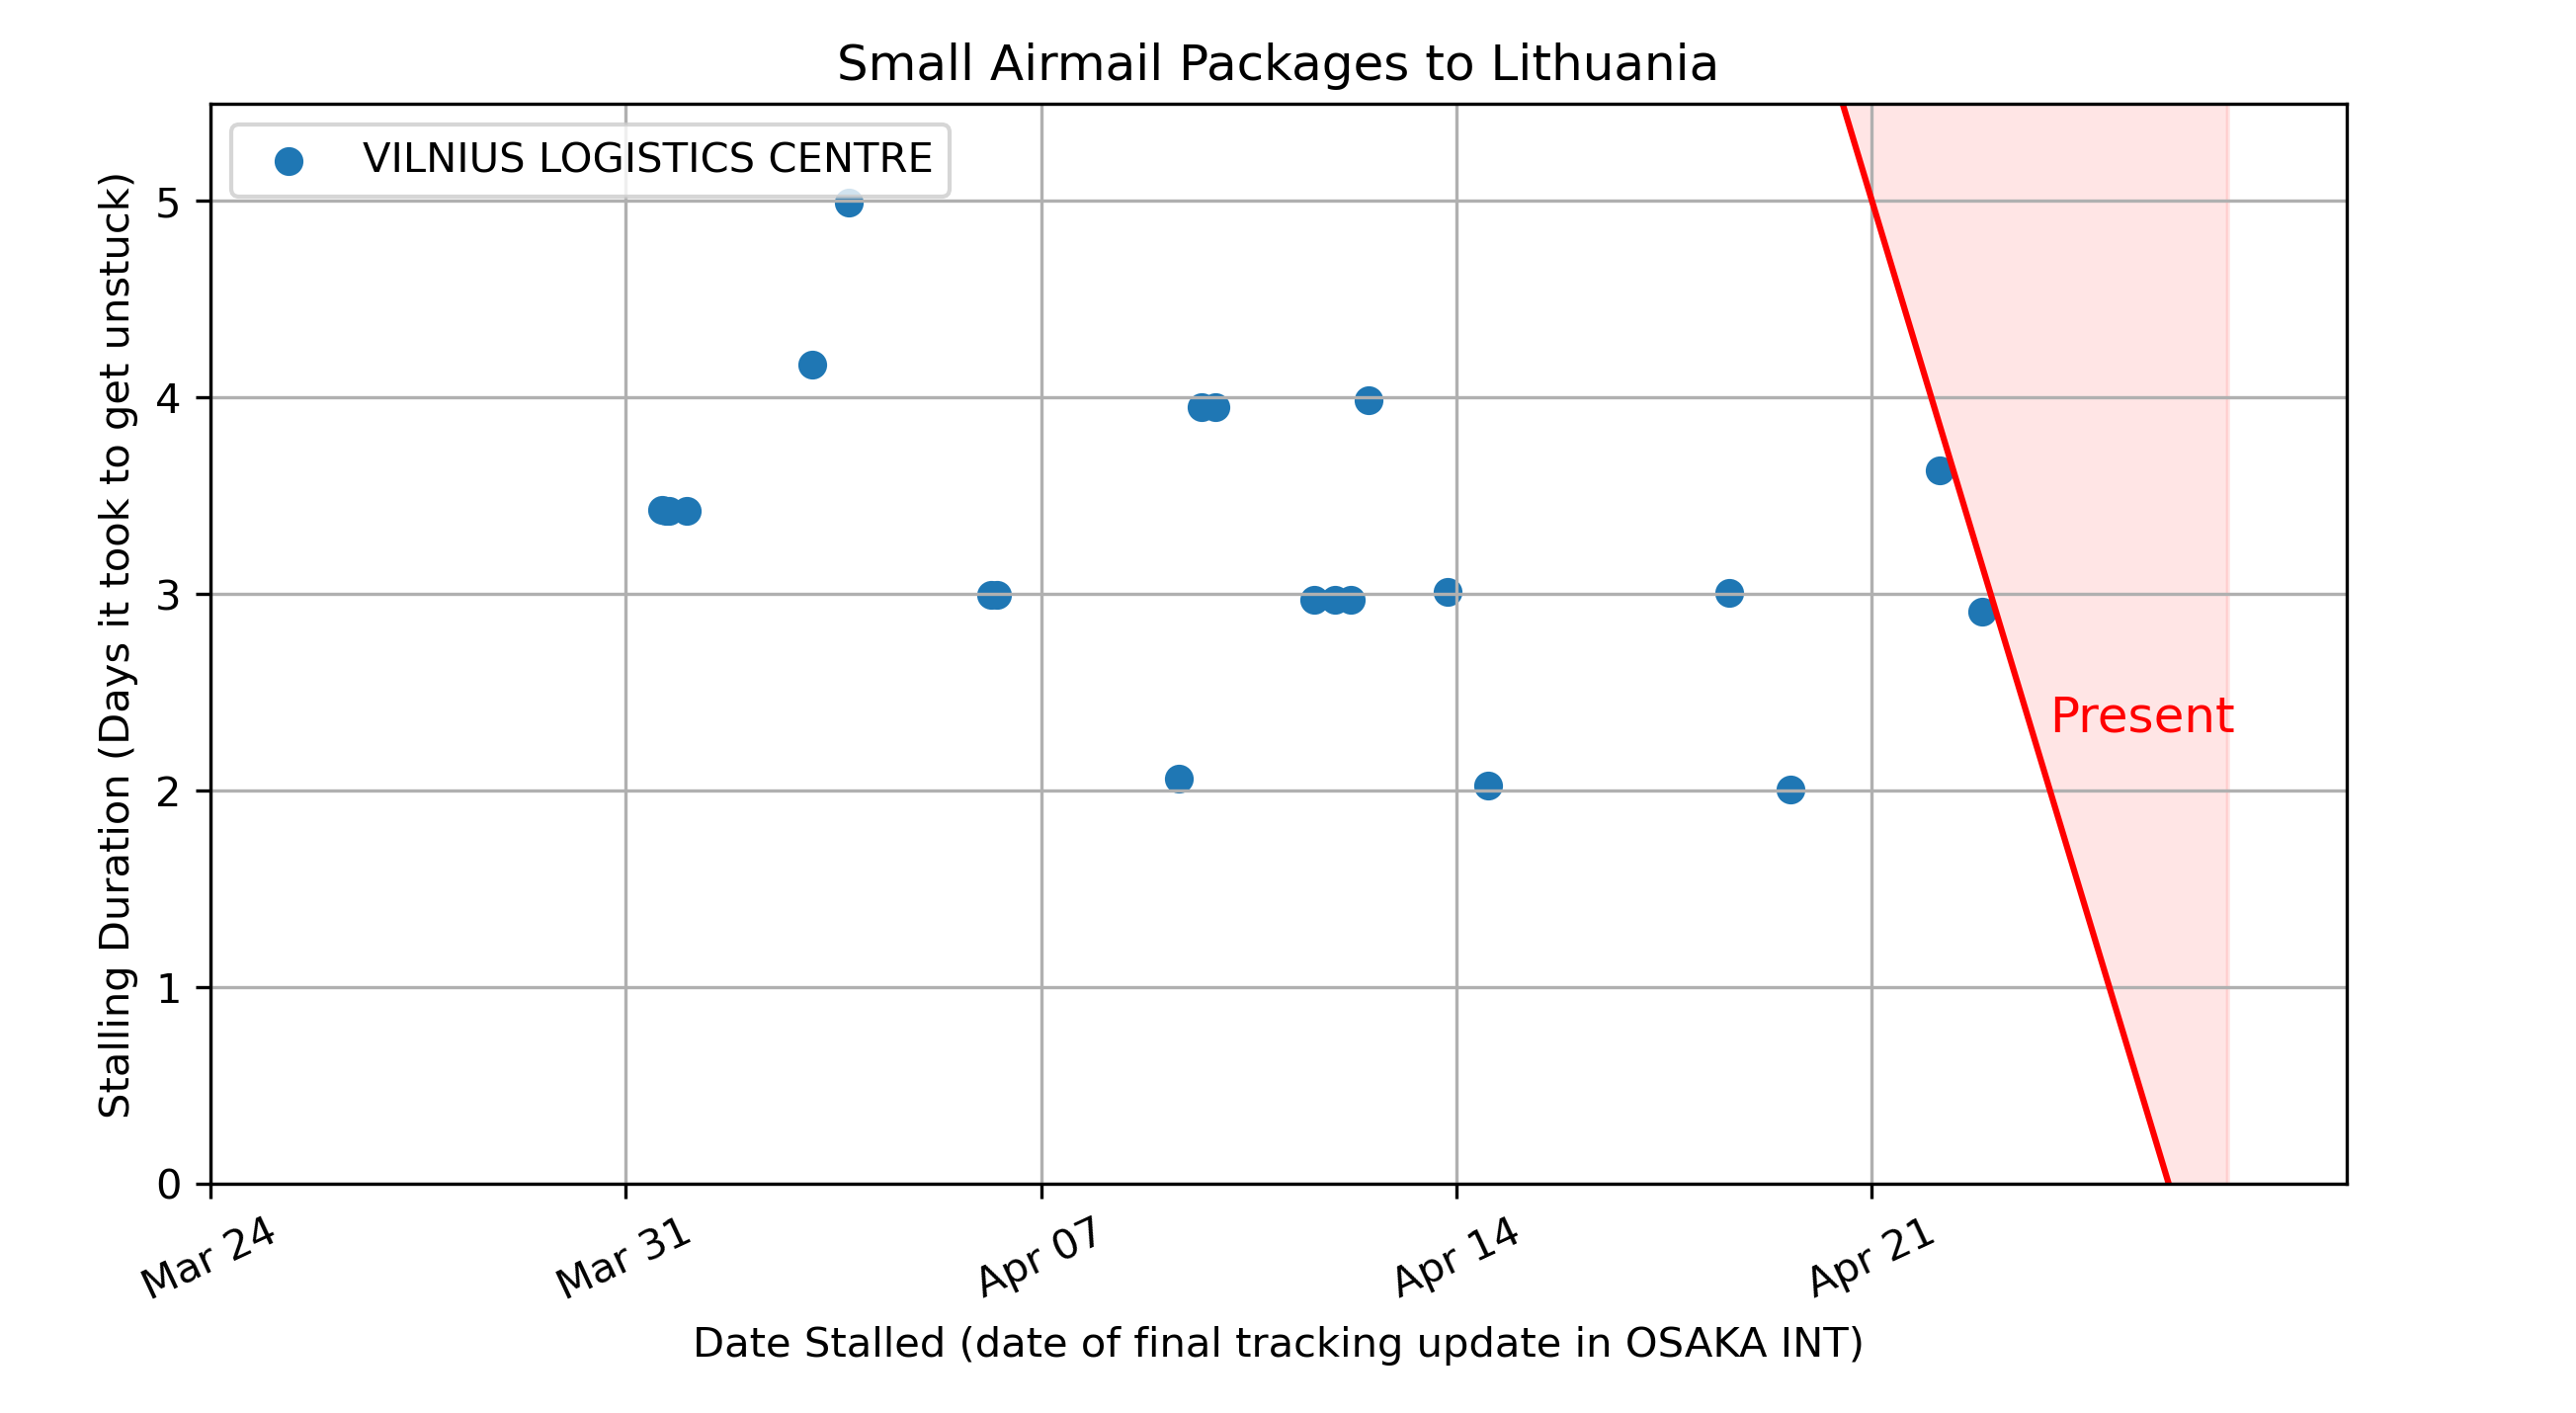 Small Airmail Packages to Lithuania
VILNIUS LOGISTICS CENTRE
Stalling Duration (Days it took to get unstuck)
5
4
3
2
1
0
Present
Mar 24
Mar 31
Apr 07
Apr 14
Apr 21
Date Stalled (date of final tracking update in OSAKA INT)